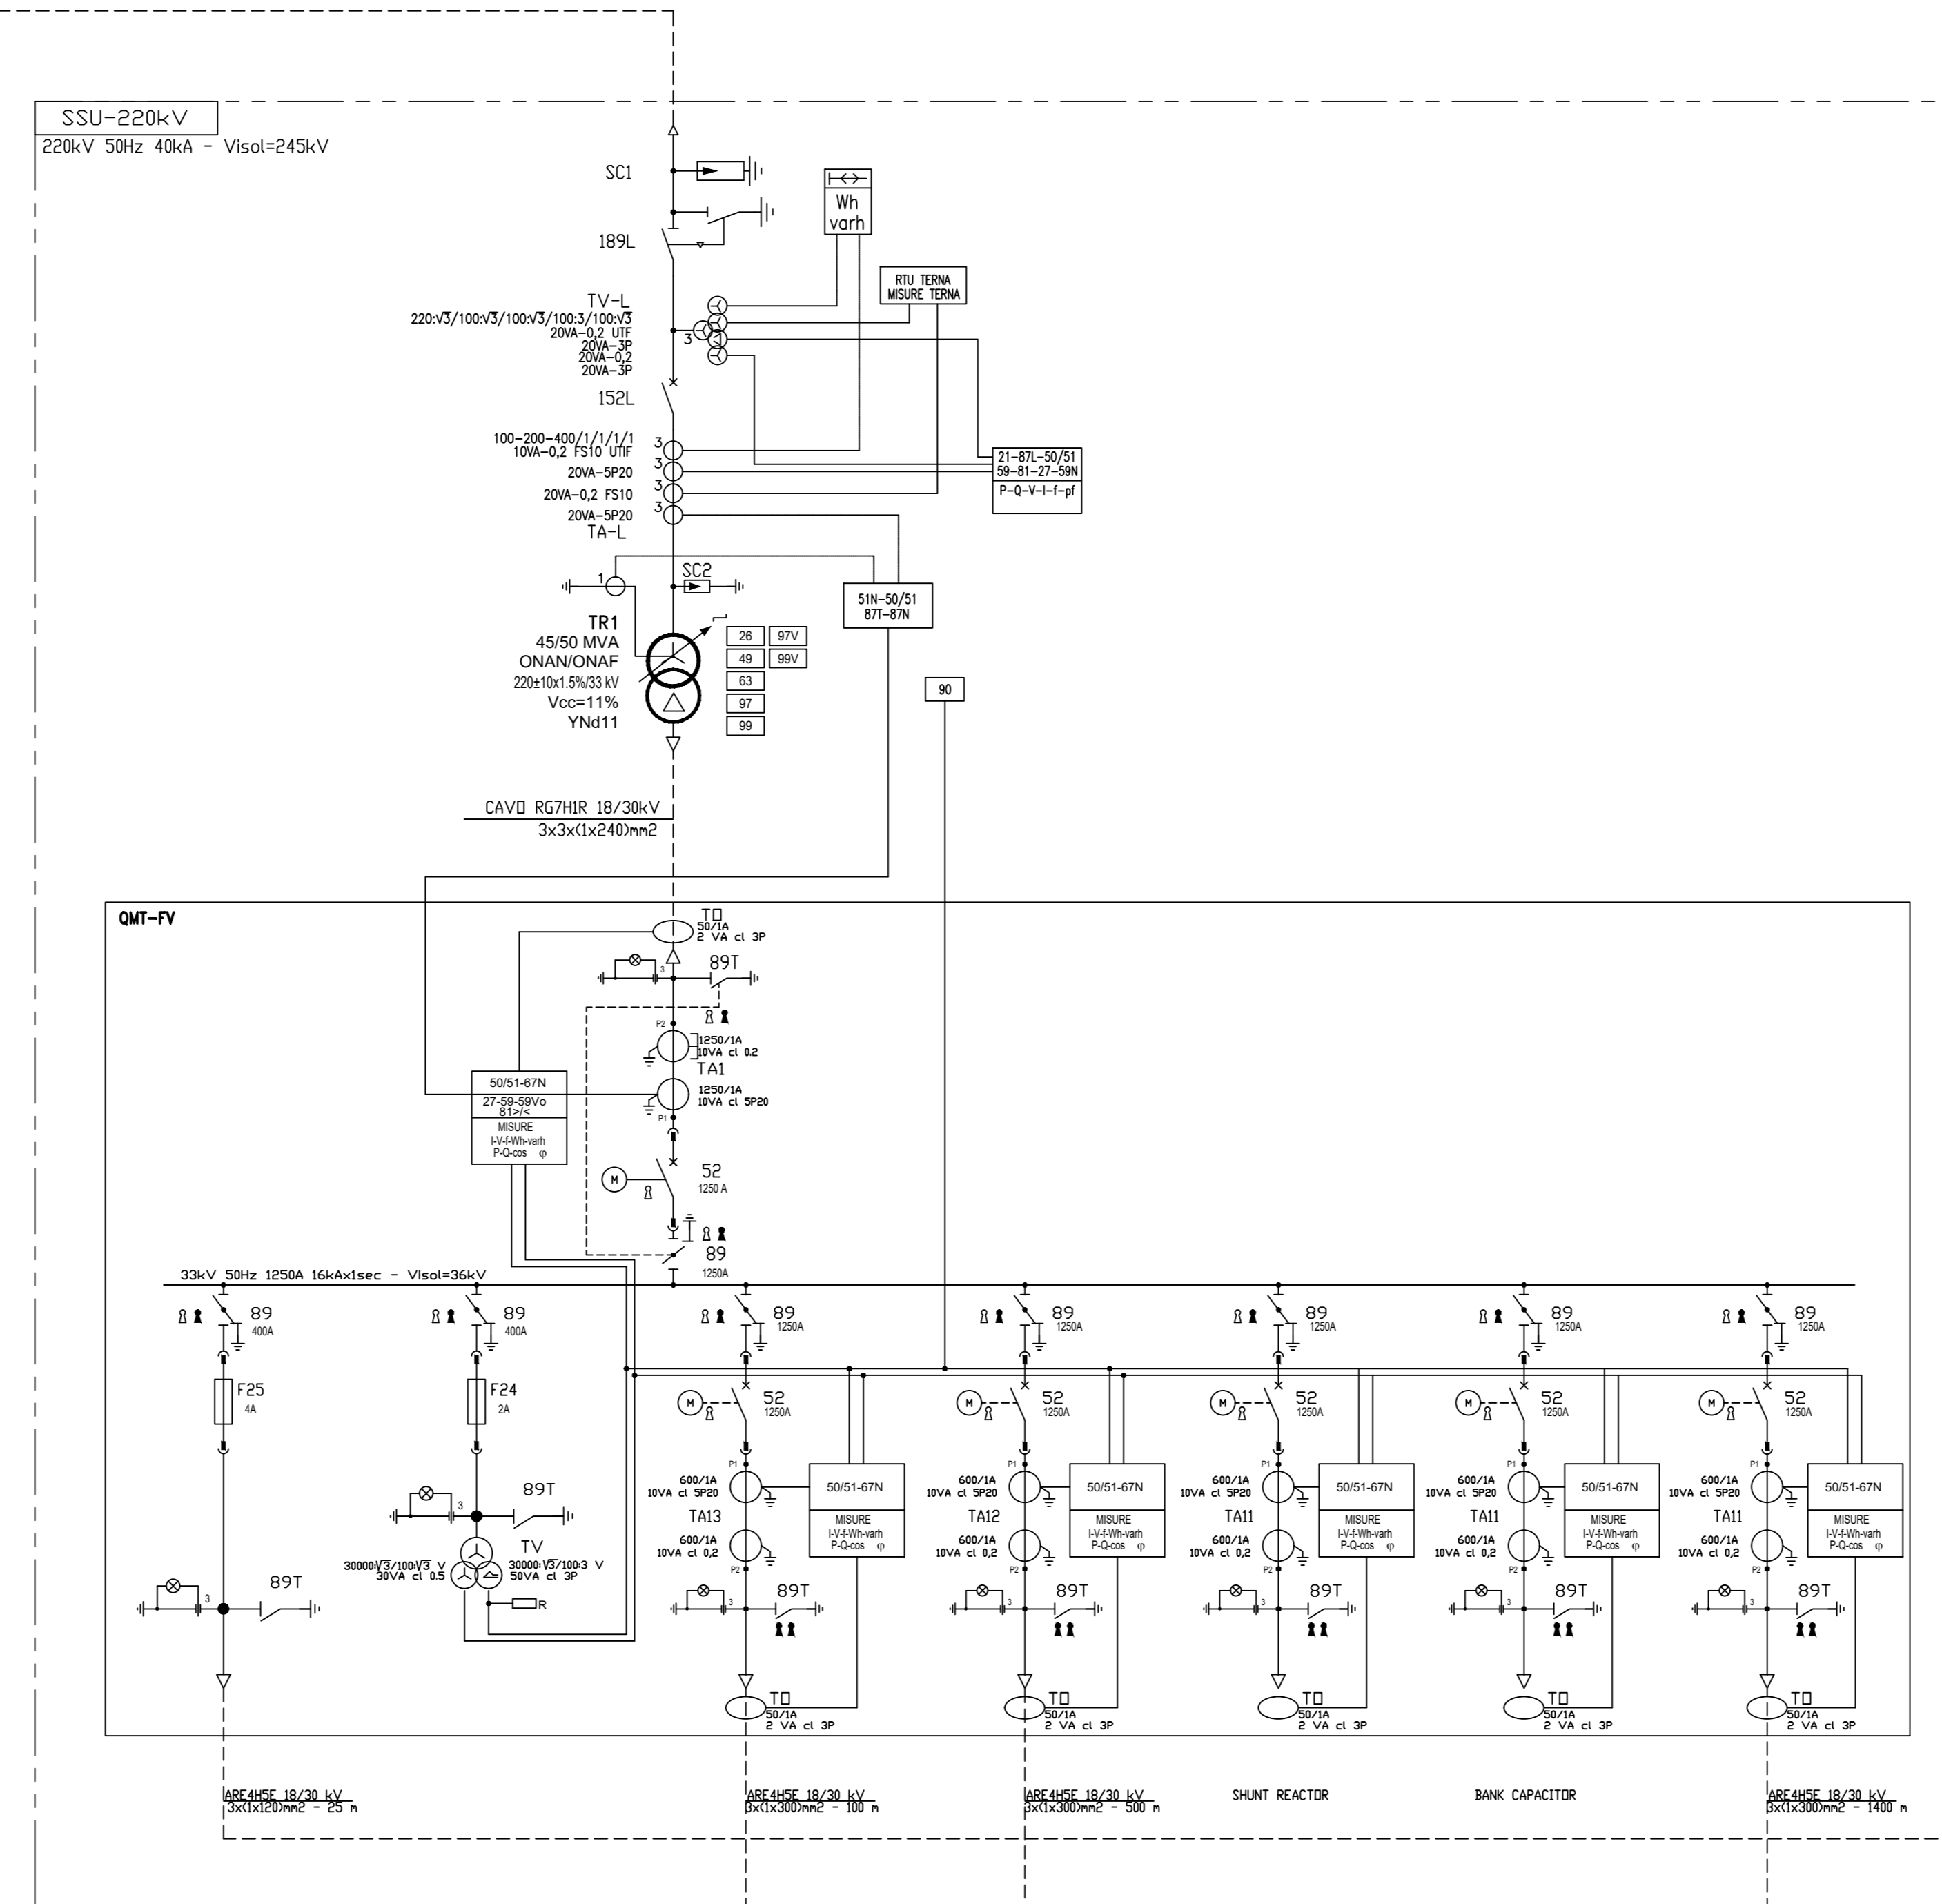 SSU-220kV
220kV 50Hz 40kA - Visol=245kV
SC1
Wh
varh
189L
RTU TERNA
MISURE TERNA
TV-L
220:√3/100:√3/100:√3/100:3/100:√3
20VA-0,2 UTF
20VA-3P
20VA-0,2
20VA-3P
3
152L
100-200-400/1/1/1/1
10VA-0,2 FS10 UTIF
3
20VA-5P20
3
20VA-0,2 FS10
3
20VA-5P20
3
TA-L
21-87L-50/51
59-81-27-59N
P-Q-V-I-f-pf
1
SC2
51N-50/51
87T-87N
TR1
45/50 MVA
ONAN/ONAF
220±10x1.5%/33 kV
Vcc=11%
YNd11
26 97V
49 99V
63
97
99
90
CAVO RG7H1R 18/30kV
3x3x(1x240)mm2
QMT-FV
TO
50/1A
2 VA cl 3P
3
89T
P2
1250/1A
10VA cl 0.2
TA1
1250/1A
10VA cl 5P20
P1
50/51-67N
27-59-59Vo
81>/<
MISURE
I-V-f-Wh-varh
P-Q-cos φ
M
52
1250 A
89
1250A
33kV 50Hz 1250A 16kAx1sec - Visol=36kV
89
400A
F25
4A
3
89T
89
400A
F24
2A
3
89T
TV
30000:√3/100:√3 V
30VA cl 0.5
30000:√3/100:3 V
50VA cl 3P
R
89
1250A
M
52
1250A
P1
600/1A
10VA cl 5P20
TA13
600/1A
10VA cl 0,2
P2
50/51-67N
MISURE
I-V-f-Wh-varh
P-Q-cos φ
3
89T
TO
50/1A
2 VA cl 3P
89
1250A
M
52
1250A
P1
600/1A
10VA cl 5P20
TA12
600/1A
10VA cl 0,2
P2
50/51-67N
MISURE
I-V-f-Wh-varh
P-Q-cos φ
3
89T
TO
50/1A
2 VA cl 3P
89
1250A
M
52
1250A
P1
600/1A
10VA cl 5P20
TA11
600/1A
10VA cl 0,2
P2
50/51-67N
MISURE
I-V-f-Wh-varh
P-Q-cos φ
3
89T
TO
50/1A
2 VA cl 3P
89
1250A
M
52
1250A
P1
600/1A
10VA cl 5P20
TA11
600/1A
10VA cl 0,2
P2
50/51-67N
MISURE
I-V-f-Wh-varh
P-Q-cos φ
3
89T
TO
50/1A
2 VA cl 3P
89
1250A
M
52
1250A
P1
600/1A
10VA cl 5P20
TA11
600/1A
10VA cl 0,2
P2
50/51-67N
MISURE
I-V-f-Wh-varh
P-Q-cos φ
3
89T
TO
50/1A
2 VA cl 3P
ARE4H5E 18/30 kV
3x(1x120)mm2 - 25 m
ARE4H5E 18/30 kV
3x(1x300)mm2 - 100 m
ARE4H5E 18/30 kV
3x(1x300)mm2 - 500 m
SHUNT REACTOR
BANK CAPACITOR
ARE4H5E 18/30 kV
3x(1x300)mm2 - 1400 m